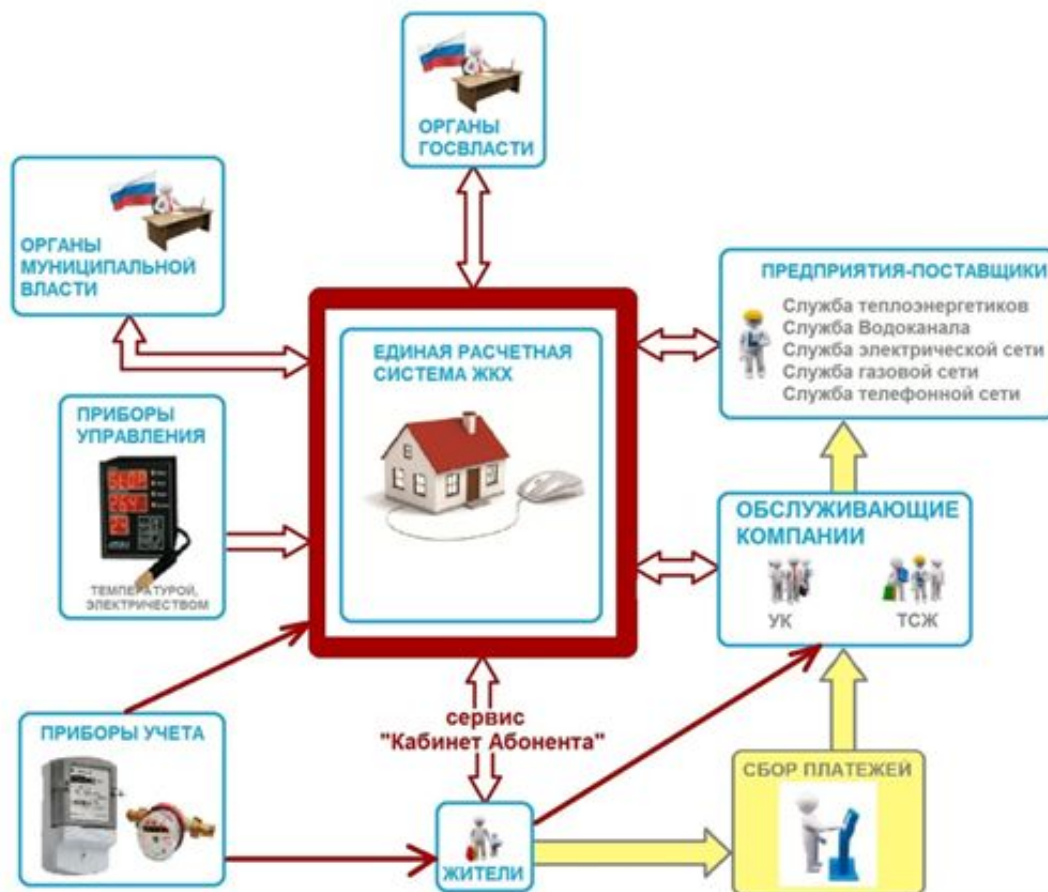 ОРГАНЫ
ГОСВЛАСТИ
ОРГАНЫ
МУНИЦИПАЛЬНОЙ
ВЛАСТИ
ПРЕДПРИЯТИЯ-ПОСТАВЩИКИ
Служба теплоэнергетиков
Служба Водоканала
Служба электрической сети
Служба газовой сети
Служба телефонной сети
ЕДИНАЯ РАСЧЕТНАЯ
СИСТЕМА ЖКХ
ПРИБОРЫ
УПРАВЛЕНИЯ
ТЕМПЕРАТУРОЙ,
ЭЛЕКТРИЧЕСТВОМ
ОБСЛУЖИВАЮЩИЕ
КОМПАНИИ
УК
ТСЖ
сервис
"Кабинет Абонента"
ПРИБОРЫ УЧЕТА
СБОР ПЛАТЕЖЕЙ
ЖИТЕЛИ